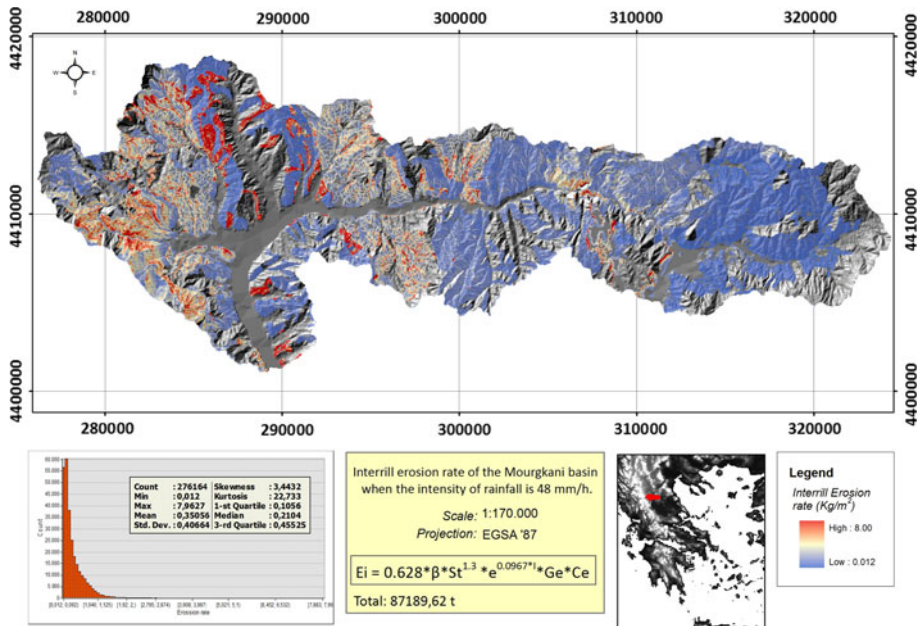 280000 290000 300000 310000 320000
4420000 4420000
N
W E
S
4410000 4410000
4400000 4400000
280000 290000 300000 310000 320000
Count : 276164 Skewness : 3,4432
Min : 0,012 Kurtosis : 22,733
Max : 7,9627 1-st Quartile : 0,1056
Mean : 0,35056 Median : 0,2104
Std. Dev. : 0,40664 3-rd Quartile : 0,45525
Count
Interrill erosion rate of the Mourgkani basin
when the intensity of rainfall is 48 mm/h.
Scale: 1:170.000
Projection: EGSA '87
Ei = 0.628*β*St^1.3 *e^0.0967*I*Ge*Ce
Total: 87189,62 t
Legend
Interrill Erosion
rate (Kg/m²)
High : 8.00
Low : 0.012